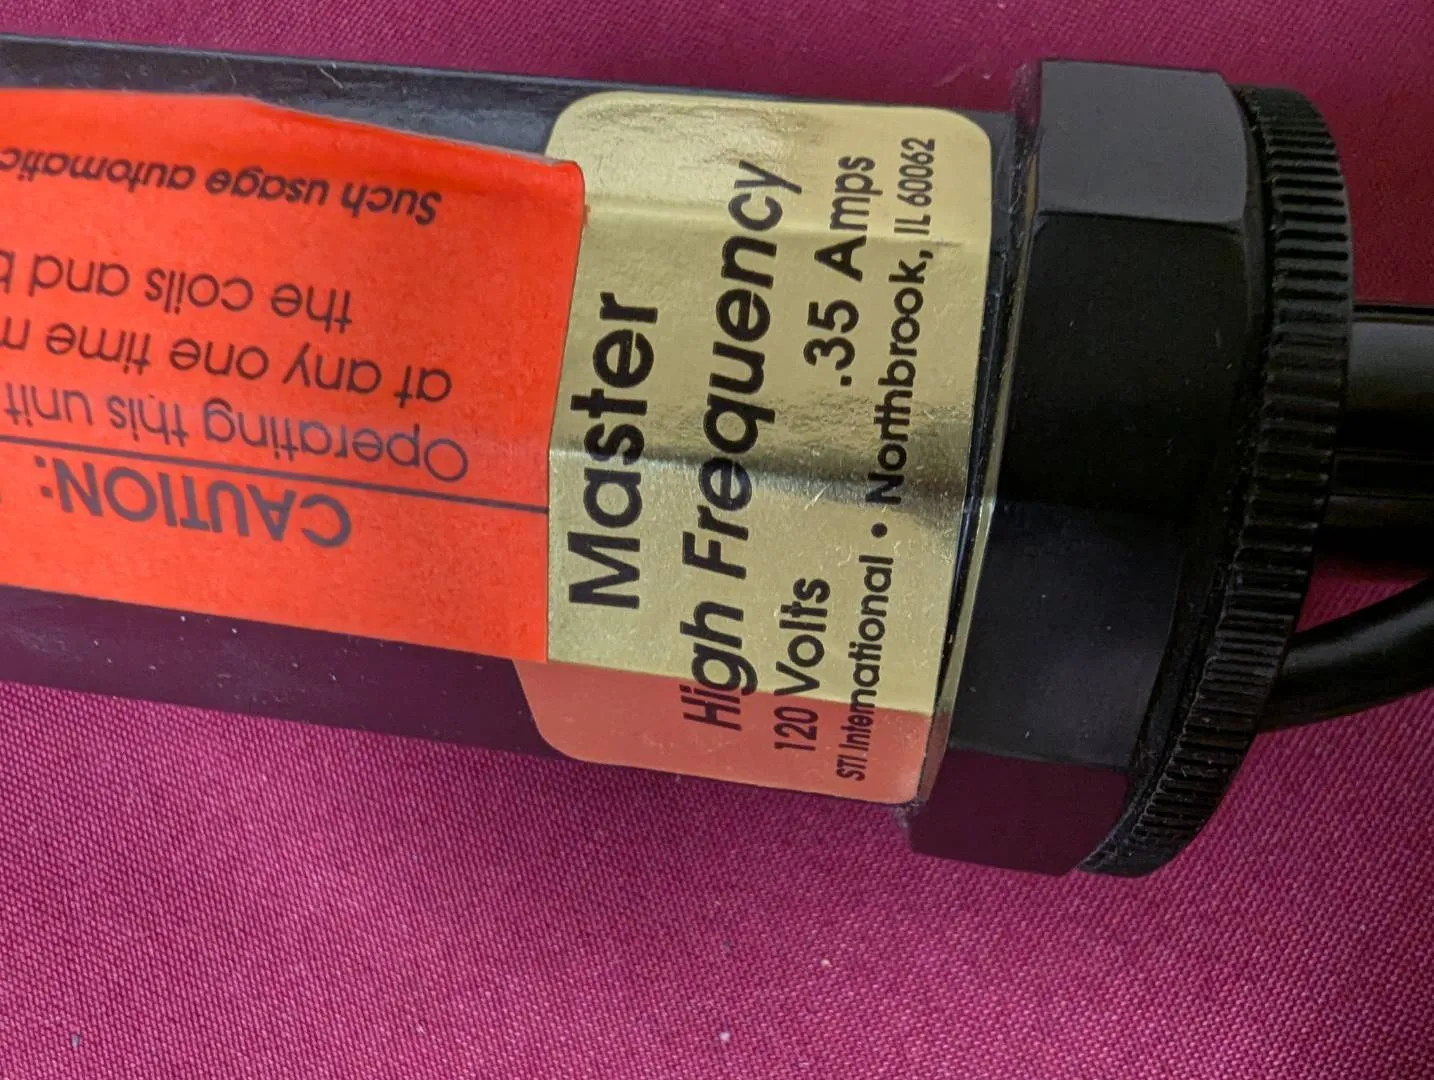 Master
High Frequency
120 Volts .35 Amps
STI International • Northbrook, IL 60062
CAUTION:
Operating this unit
at any one time
the coils and
Such usage